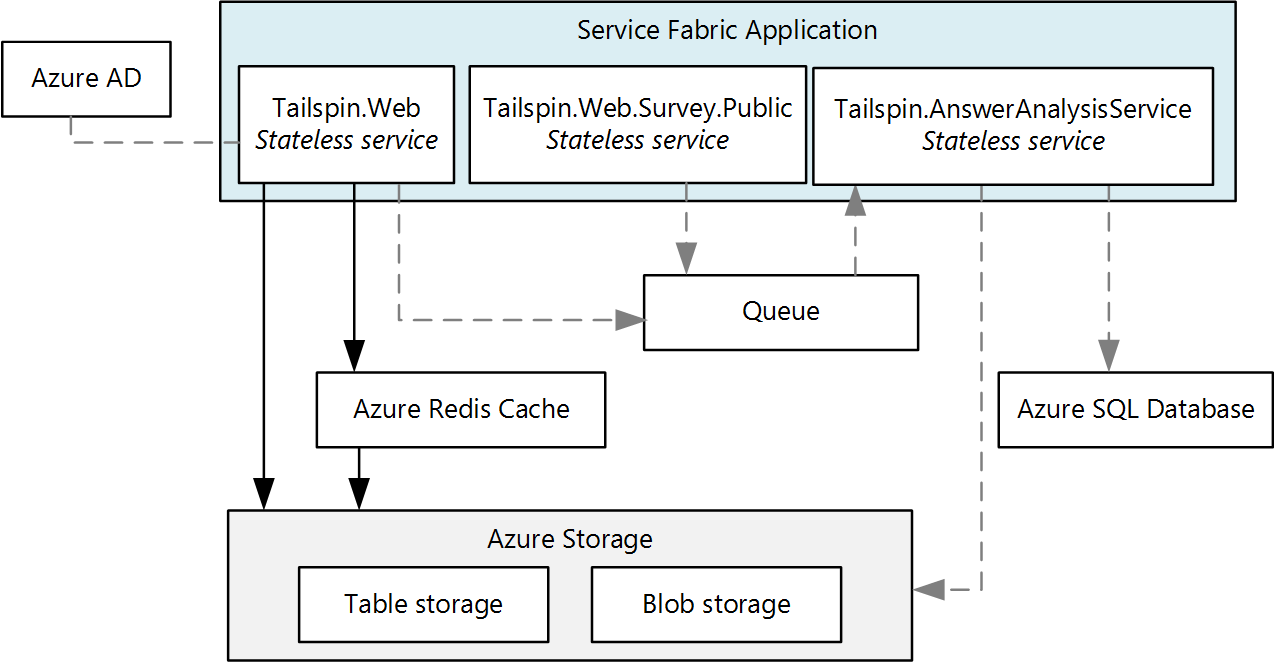 Service Fabric Application
Azure AD
Tailspin.Web
Stateless service
Tailspin.Web.Survey.Public
Stateless service
Tailspin.AnswerAnalysisService
Stateless service
Queue
Azure Redis Cache
Azure SQL Database
Azure Storage
Table storage
Blob storage